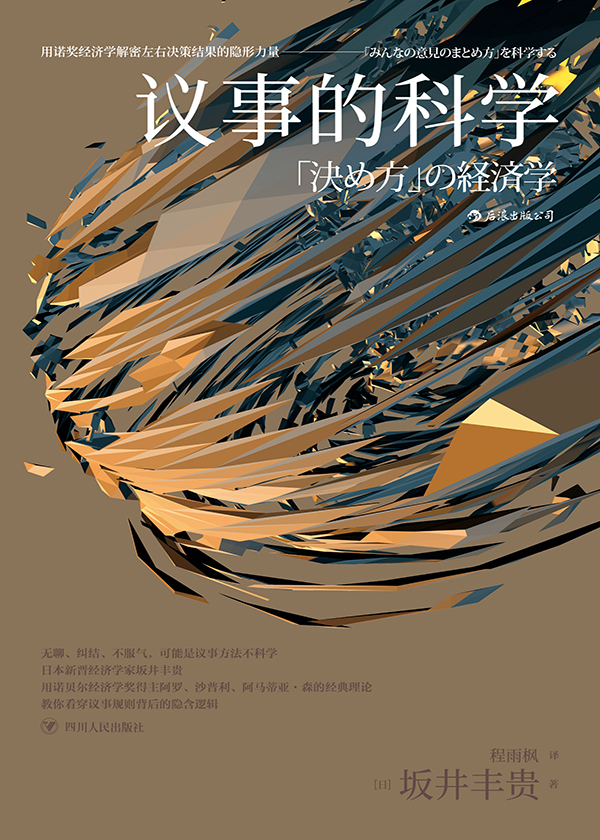 用诺奖经济学解密左右决策结果的隐形力量————「みんなの意見のまとめ方」を科学する
议事的科学
「決め方」の経済学
后浪出版公司
无聊、纠结、不服气,可能是议事方法不科学
日本新晋经济学家坂井丰贵
用诺贝尔经济学奖得主阿罗、沙普利、阿马蒂亚·森的经典理论
教你看穿议事规则背后的隐含逻辑
四川人民出版社
程雨枫 译
[日] 坂井丰贵 著